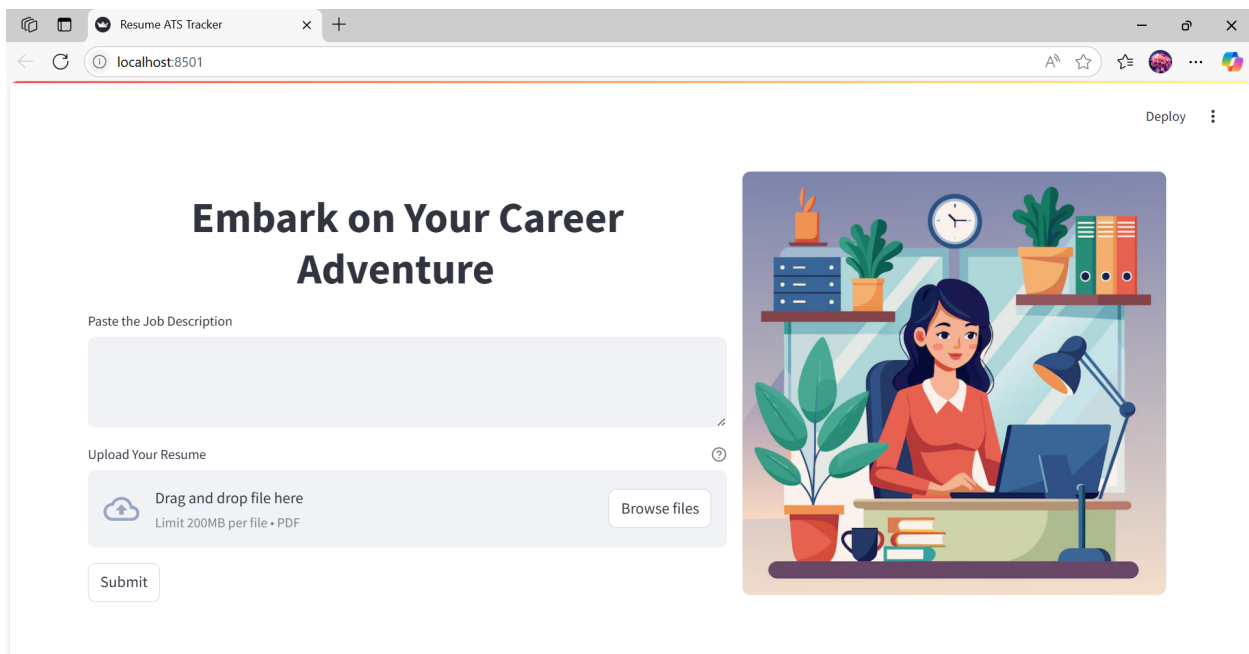 Resume ATS Tracker
localhost:8501
Deploy
Embark on Your Career
Adventure
Paste the Job Description
Upload Your Resume
Drag and drop file here
Limit 200MB per file • PDF
Browse files
Submit